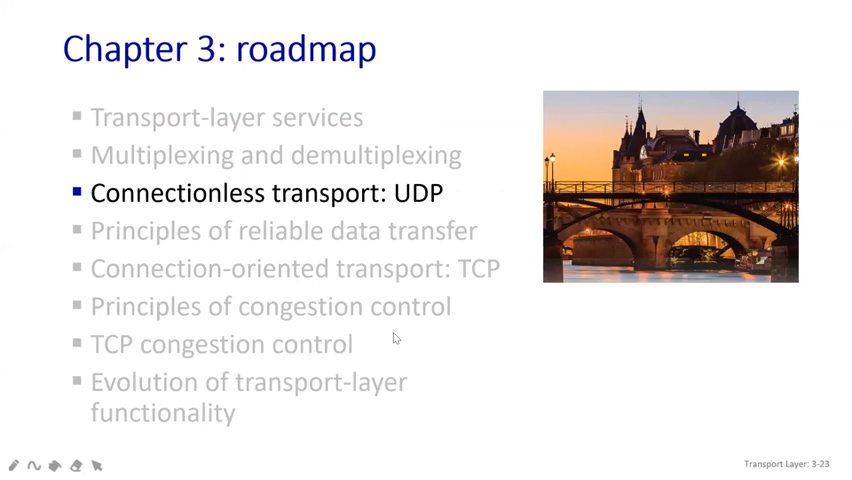 Chapter 3: roadmap
▪ Transport-layer services
▪ Multiplexing and demultiplexing
▪ Connectionless transport: UDP
▪ Principles of reliable data transfer
▪ Connection-oriented transport: TCP
▪ Principles of congestion control
▪ TCP congestion control
▪ Evolution of transport-layer
functionality
Transport Layer: 3-23